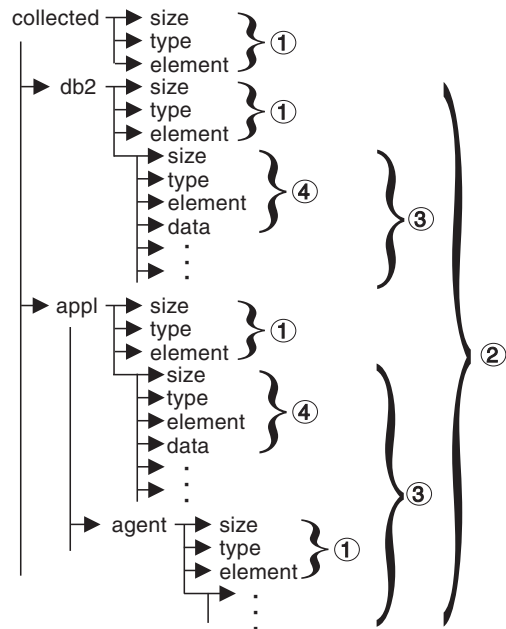 collected size
type ①
element
db2 size
type ①
element
size
type
element ④
data ③
⋮
②
appl size
type ①
element
size
type
element ④
data
⋮
③
agent size
type ①
element
⋮